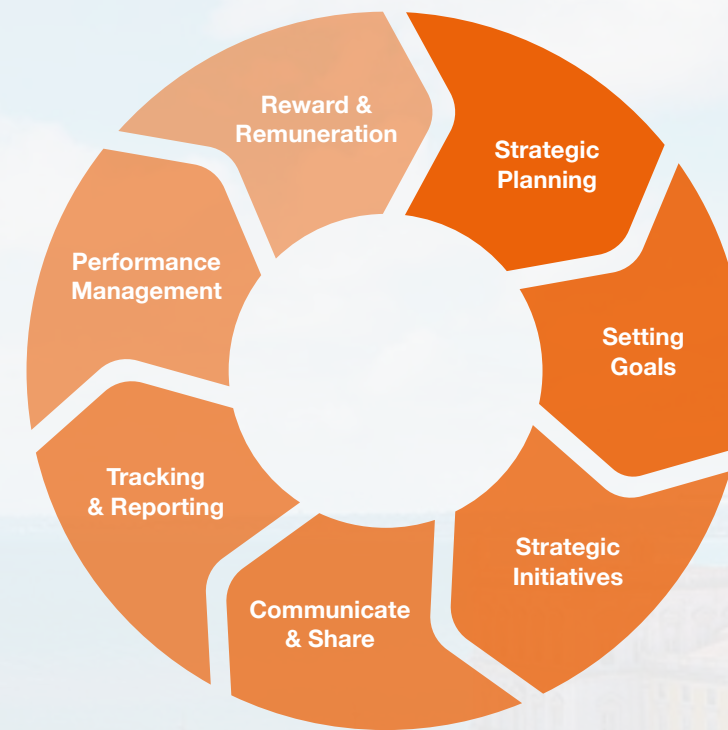 Strategic
Planning
Setting
Goals
Strategic
Initiatives
Communicate
& Share
Tracking
& Reporting
Performance
Management
Reward &
Remuneration